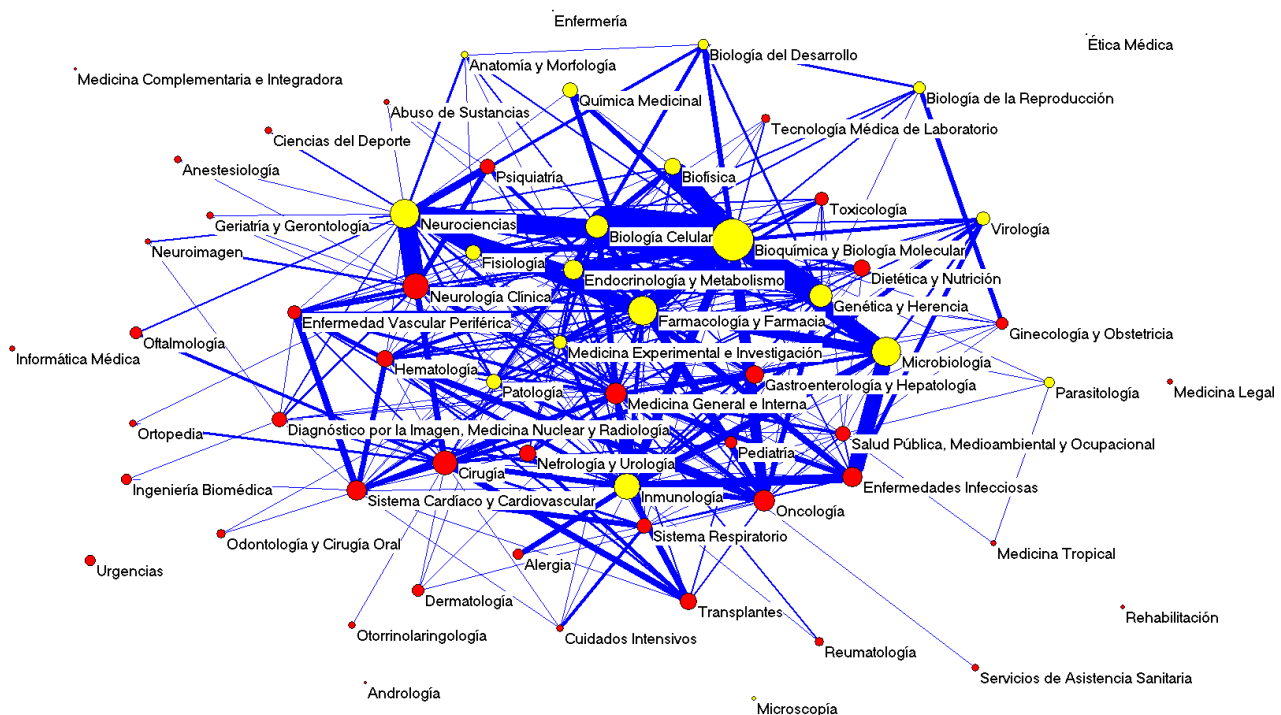 Enfermería
Ética Médica
Anatomía y Morfología
Biología del Desarrollo
Medicina Complementaria e Integradora
Química Medicinal
Biología de la Reproducción
Abuso de Sustancias
Tecnología Médica de Laboratorio
Ciencias del Deporte
Anestesiología
Psiquiatría
Biofísica
Toxicología
Geriatría y Gerontología
Neurociencias
Biología Celular
Bioquímica y Biología Molecular
Virología
Neuroimagen
Fisiología
Endocrinología y Metabolismo
Dietética y Nutrición
Neurología Clínica
Genética y Herencia
Enfermedad Vascular Periférica
Farmacología y Farmacia
Ginecología y Obstetricia
Oftalmología
Informática Médica
Medicina Experimental e Investigación
Microbiología
Hematología
Patología
Gastroenterología y Hepatología
Parasitología
Medicina Legal
Medicina General e Interna
Ortopedia
Diagnóstico por la Imagen, Medicina Nuclear y Radiología
Salud Pública, Medioambiental y Ocupacional
Cirugía
Nefrología y Urología
Pediatría
Ingeniería Biomédica
Sistema Cardíaco y Cardiovascular
Inmunología
Oncología
Enfermedades Infecciosas
Odontología y Cirugía Oral
Sistema Respiratorio
Medicina Tropical
Urgencias
Alergia
Dermatología
Transplantes
Rehabilitación
Otorrinolaringología
Cuidados Intensivos
Reumatología
Servicios de Asistencia Sanitaria
Andrología
Microscopía